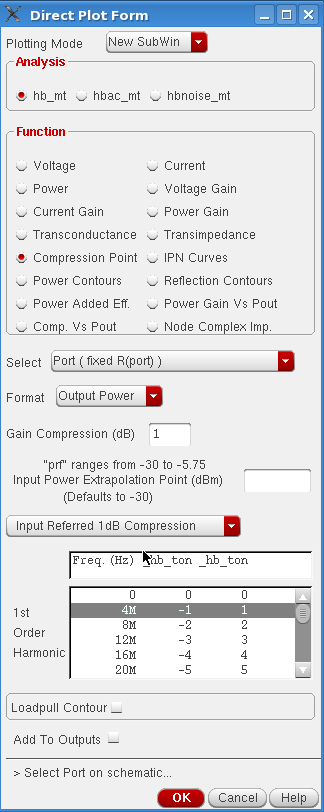 Direct Plot Form
Plotting Mode New SubWin
Analysis
hb_mt hbac_mt hbnoise_mt
Function
Voltage Current
Power Voltage Gain
Current Gain Power Gain
Transconductance Transimpedance
Compression Point IPN Curves
Power Contours Reflection Contours
Power Added Eff. Power Gain Vs Pout
Comp. Vs Pout Node Complex Imp.
Select Port ( fixed R(port) )
Format Output Power
Gain Compression (dB) 1
"prf" ranges from -30 to -5.75
Input Power Extrapolation Point (dBm)
(Defaults to -30)
Input Referred 1dB Compression
Freq.(Hz) _hb_ton _hb_ton
1st
Order
Harmonic
0 0 0
4M -1 1
8M -2 2
12M -3 3
16M -4 4
20M -5 5
Loadpull Contour
Add To Outputs
> Select Port on schematic...
OK Cancel Help